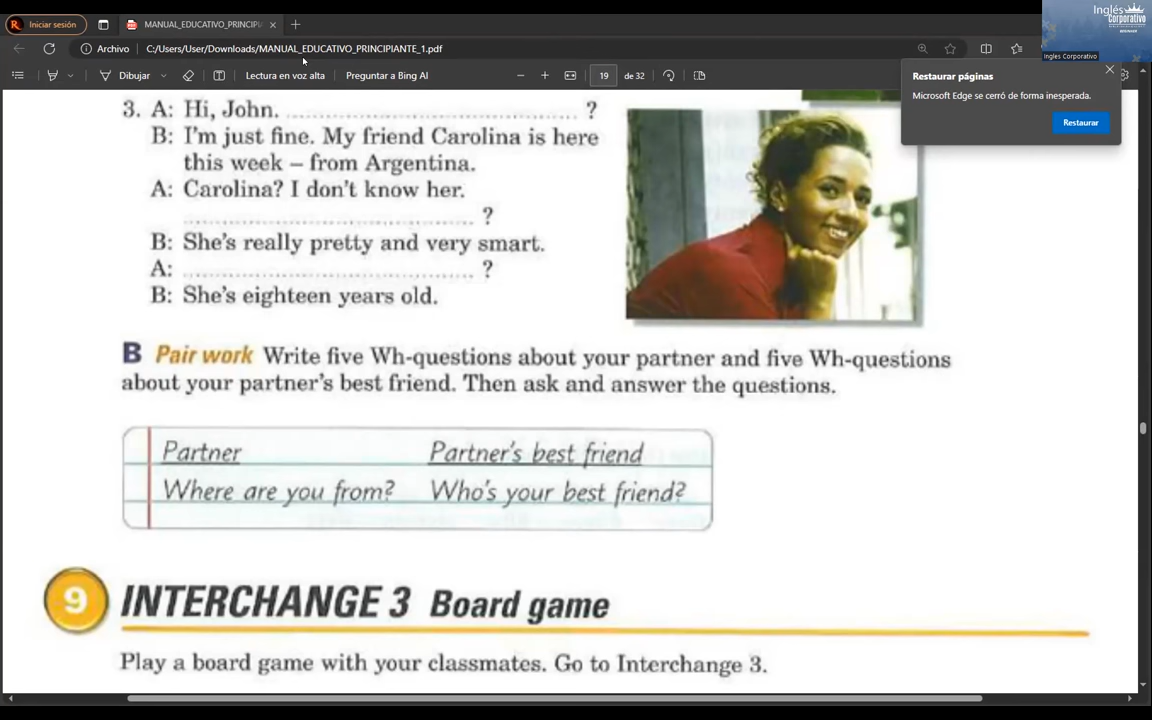 Iniciar sesión
MANUAL_EDUCATIVO_PRINCIPI
Archivo
C:/Users/User/Downloads/MANUAL_EDUCATIVO_PRINCIPIANTE_1.pdf
Inglés
Corporativo
BEGINNER
Ingles Corporativo
Dibujar
Lectura en voz alta
Preguntar a Bing AI
19
de 32
Restaurar páginas
Microsoft Edge se cerró de forma inesperada.
Restaurar
3. A: Hi, John. ........................................ ?
B: I'm just fine. My friend Carolina is here
this week – from Argentina.
A: Carolina? I don't know her.
........................................ ?
B: She's really pretty and very smart.
A: ........................................ ?
B: She's eighteen years old.
B Pair work Write five Wh-questions about your partner and five Wh-questions
about your partner's best friend. Then ask and answer the questions.
Partner Partner's best friend
Where are you from? Who's your best friend?
9 INTERCHANGE 3 Board game
Play a board game with your classmates. Go to Interchange 3.